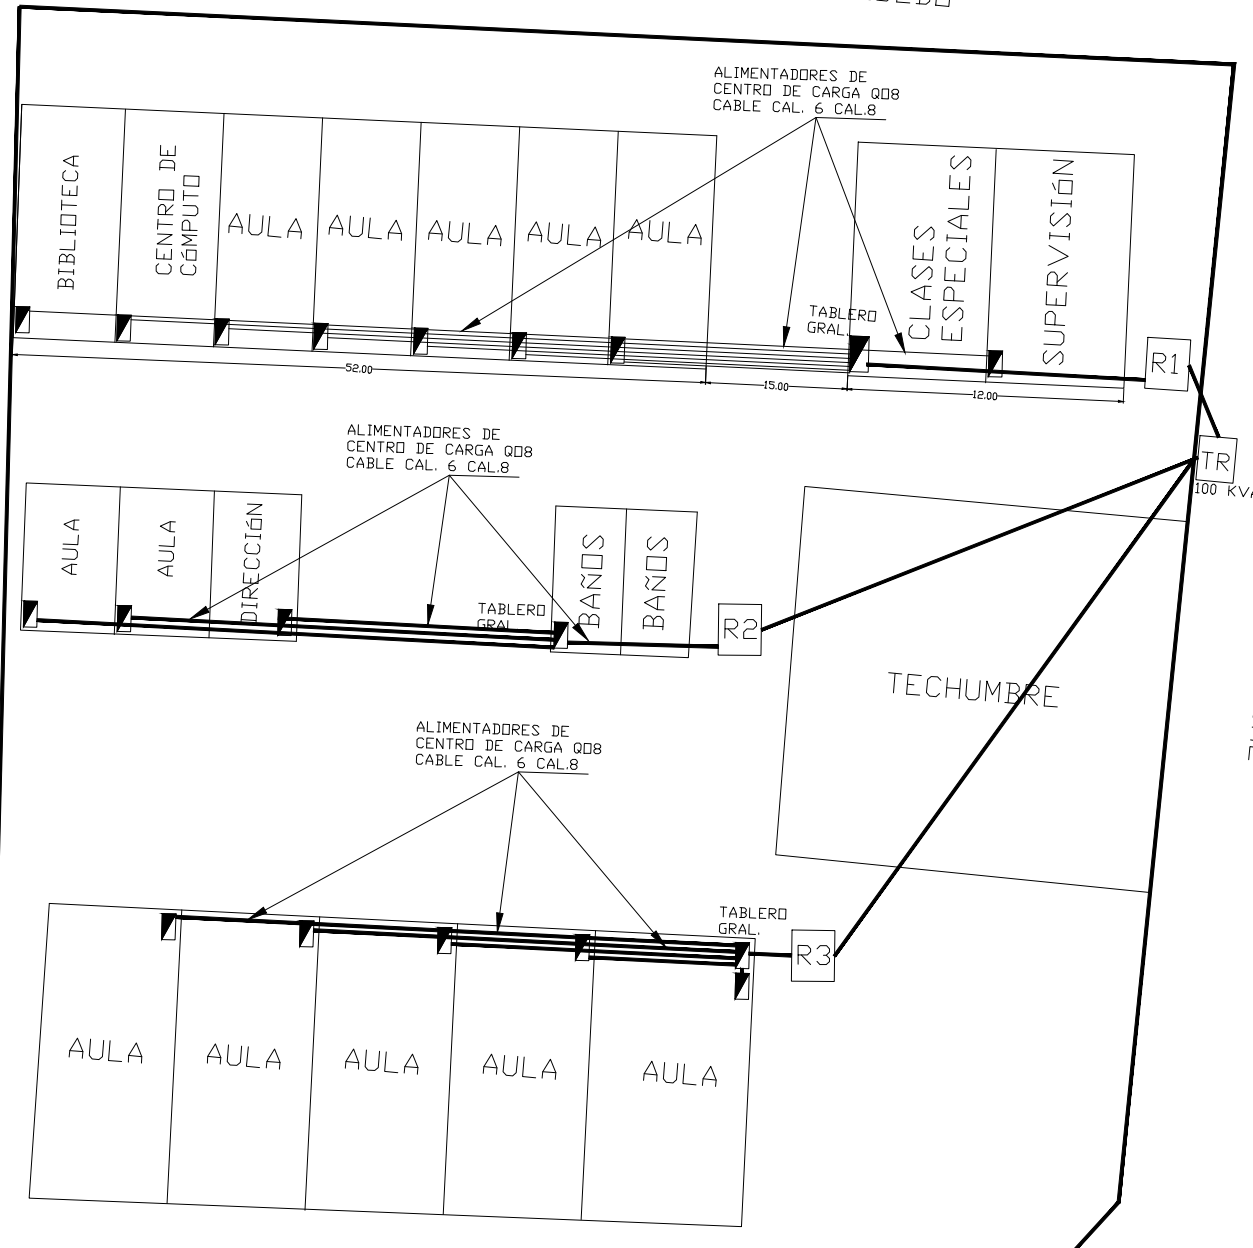 ALIMENTADORES DE
CENTRO DE CARGA QO8
CABLE CAL. 6 CAL.8
BIBLIOTECA
CENTRO DE
CÓMPUTO
AULA
AULA
AULA
AULA
AULA
CLASES
ESPECIALES
SUPERVISIÓN
TABLERO
GRAL.
R1
52.00
15.00
12.00
TR
100 KVA
ALIMENTADORES DE
CENTRO DE CARGA QO8
CABLE CAL. 6 CAL.8
AULA
AULA
DIRECCIÓN
TABLERO
GRAL.
BAÑOS
BAÑOS
R2
TECHUMBRE
ALIMENTADORES DE
CENTRO DE CARGA QO8
CABLE CAL. 6 CAL.8
TABLERO
GRAL.
R3
AULA
AULA
AULA
AULA
AULA